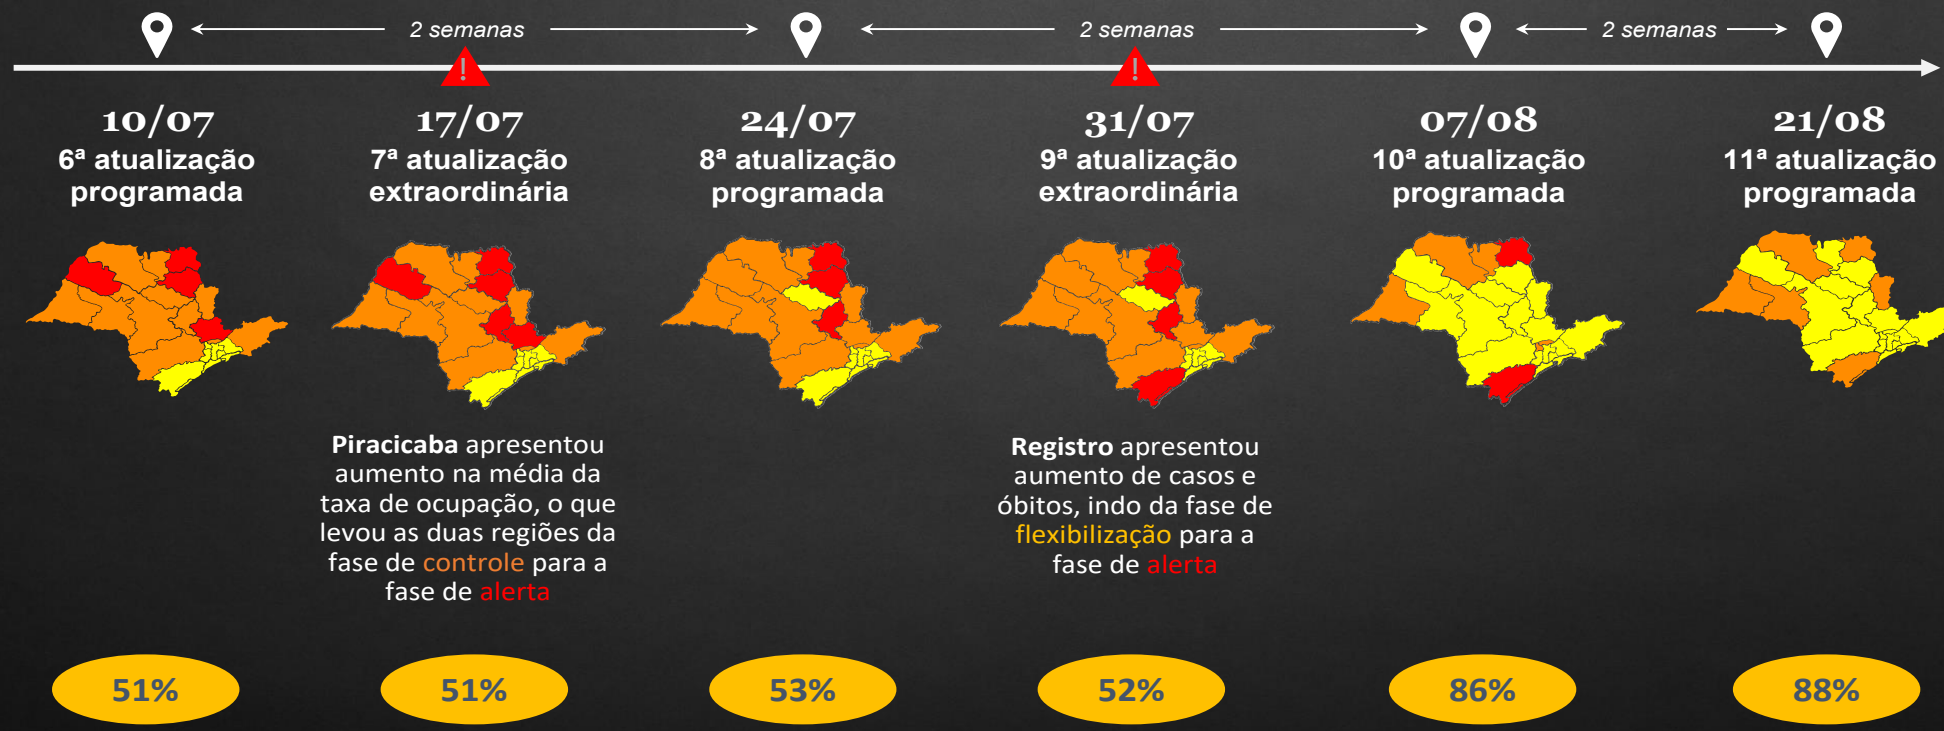 2 semanas
2 semanas
2 semanas
!
!
10/07
6ª atualização
programada
17/07
7ª atualização
extraordinária
24/07
8ª atualização
programada
31/07
9ª atualização
extraordinária
07/08
10ª atualização
programada
21/08
11ª atualização
programada
Piracicaba apresentou
aumento na média da
taxa de ocupação, o que
levou as duas regiões da
fase de controle para a
fase de alerta
Registro apresentou
aumento de casos e
óbitos, indo da fase de
flexibilização para a
fase de alerta
51%
51%
53%
52%
86%
88%